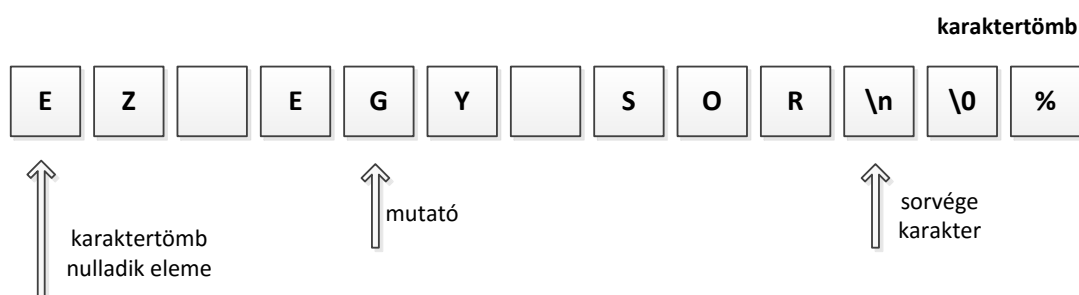 karaktertömb
E Z E G Y S O R \n \0 %
mutató
sorvége
karakter
karaktertömb
nulladik eleme